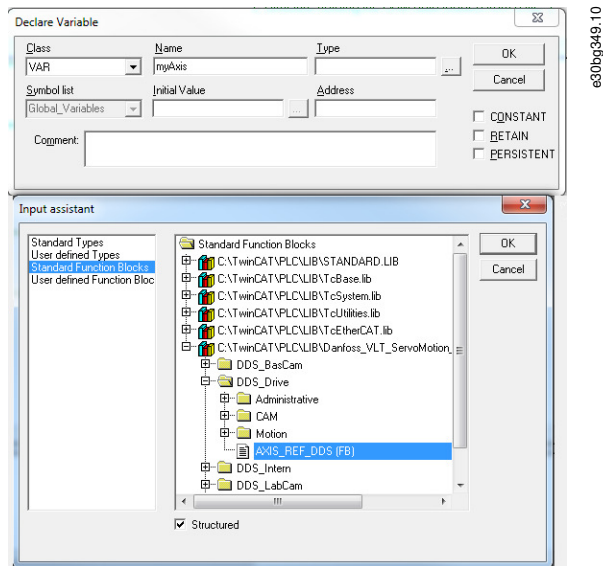 Declare Variable
Class Name Type
VAR myAxis ... OK
Symbol list Initial Value Address Cancel
Global_Variables ...
CONSTANT
Comment: RETAIN
PERSISTENT
e30bg349.10
Input assistant
Standard Types
User defined Types
Standard Function Blocks
User defined Function Bloc
Standard Function Blocks
C:\TwinCAT\PLC\LIB\STANDARD.LIB
C:\TwinCAT\PLC\LIB\TcBase.lib
C:\TwinCAT\PLC\LIB\TcSystem.lib
C:\TwinCAT\PLC\LIB\TcUtilities.lib
C:\TwinCAT\PLC\LIB\TcEtherCAT.lib
C:\TwinCAT\PLC\LIB\Danfoss_VLT_ServoMotion_
DDS_BasCam
DDS_Drive
Administrative
CAM
Motion
AXIS_REF_DDS (FB)
DDS_Intern
DDS_LabCam
OK
Cancel
Structured